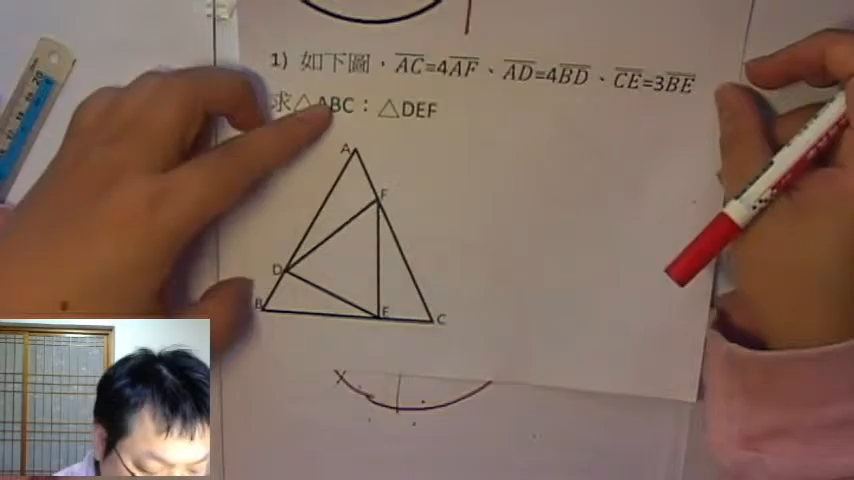 1) 如下圖，AC=4AF、AD=4BD、CE=3BE
求△ABC：△DEF
A
F
D
B
E
C